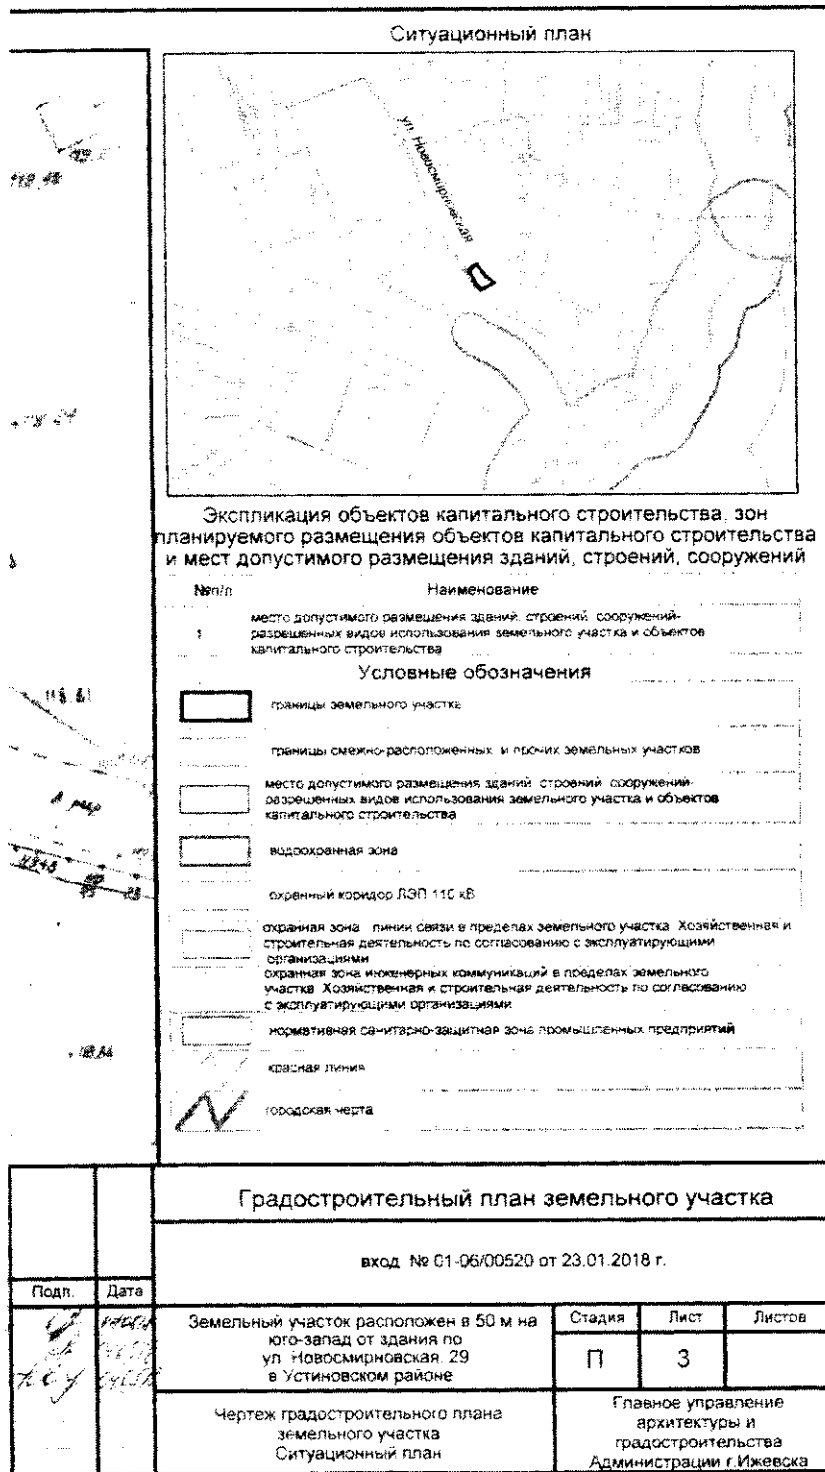 Ситуационный план
ул. Новосмирновская
118.61
Экспликация объектов капитального строительства, зон
планируемого размещения объектов капитального строительства
и мест допустимого размещения зданий, строений, сооружений
№п/п Наименование
1 место допустимого размещения зданий, строений, сооружений-
разрешенных видов использования земельного участка и объектов
капитального строительства
Условные обозначения
границы земельного участка
границы смежно-расположенных и прочих земельных участков
место допустимого размещения зданий, строений, сооружений-
разрешенных видов использования земельного участка и объектов
капитального строительства
водоохранная зона
охранный коридор ЛЭП 110 кВ
охранная зона линии связи в пределах земельного участка. Хозяйственная и
строительная деятельность по согласованию с эксплуатирующими
организациями
охранная зона инженерных коммуникаций в пределах земельного
участка. Хозяйственная и строительная деятельность по согласованию
с эксплуатирующими организациями
нормативная санитарно-защитная зона промышленных предприятий
красная линия
городская черта
Градостроительный план земельного участка
вход. № 01-06/00520 от 23.01.2018 г.
Подп. Дата
Земельный участок расположен в 50 м на
юго-запад от здания по
ул. Новосмирновская, 29
в Устиновском районе
Стадия Лист Листов
П 3
Чертеж градостроительного плана
земельного участка
Ситуационный план
Главное управление
архитектуры и
градостроительства
Администрации г.Ижевска